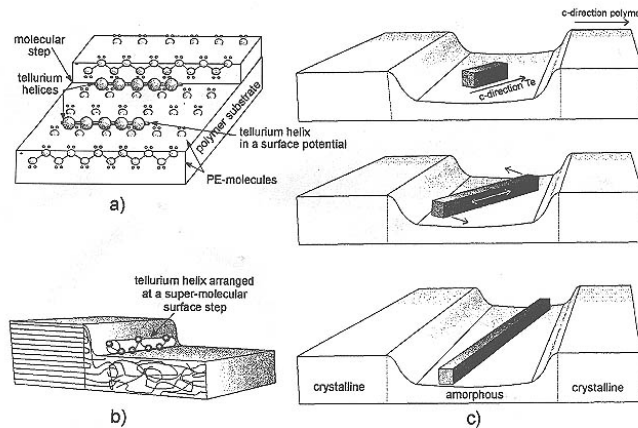 molecular
step
tellurium
helices
polymer substrate
tellurium helix
in a surface potential
PE-molecules
a)
tellurium helix arranged
at a super-molecular
surface step
b)
c-direction polyme
c-direction Te
crystalline
amorphous
crystalline
c)